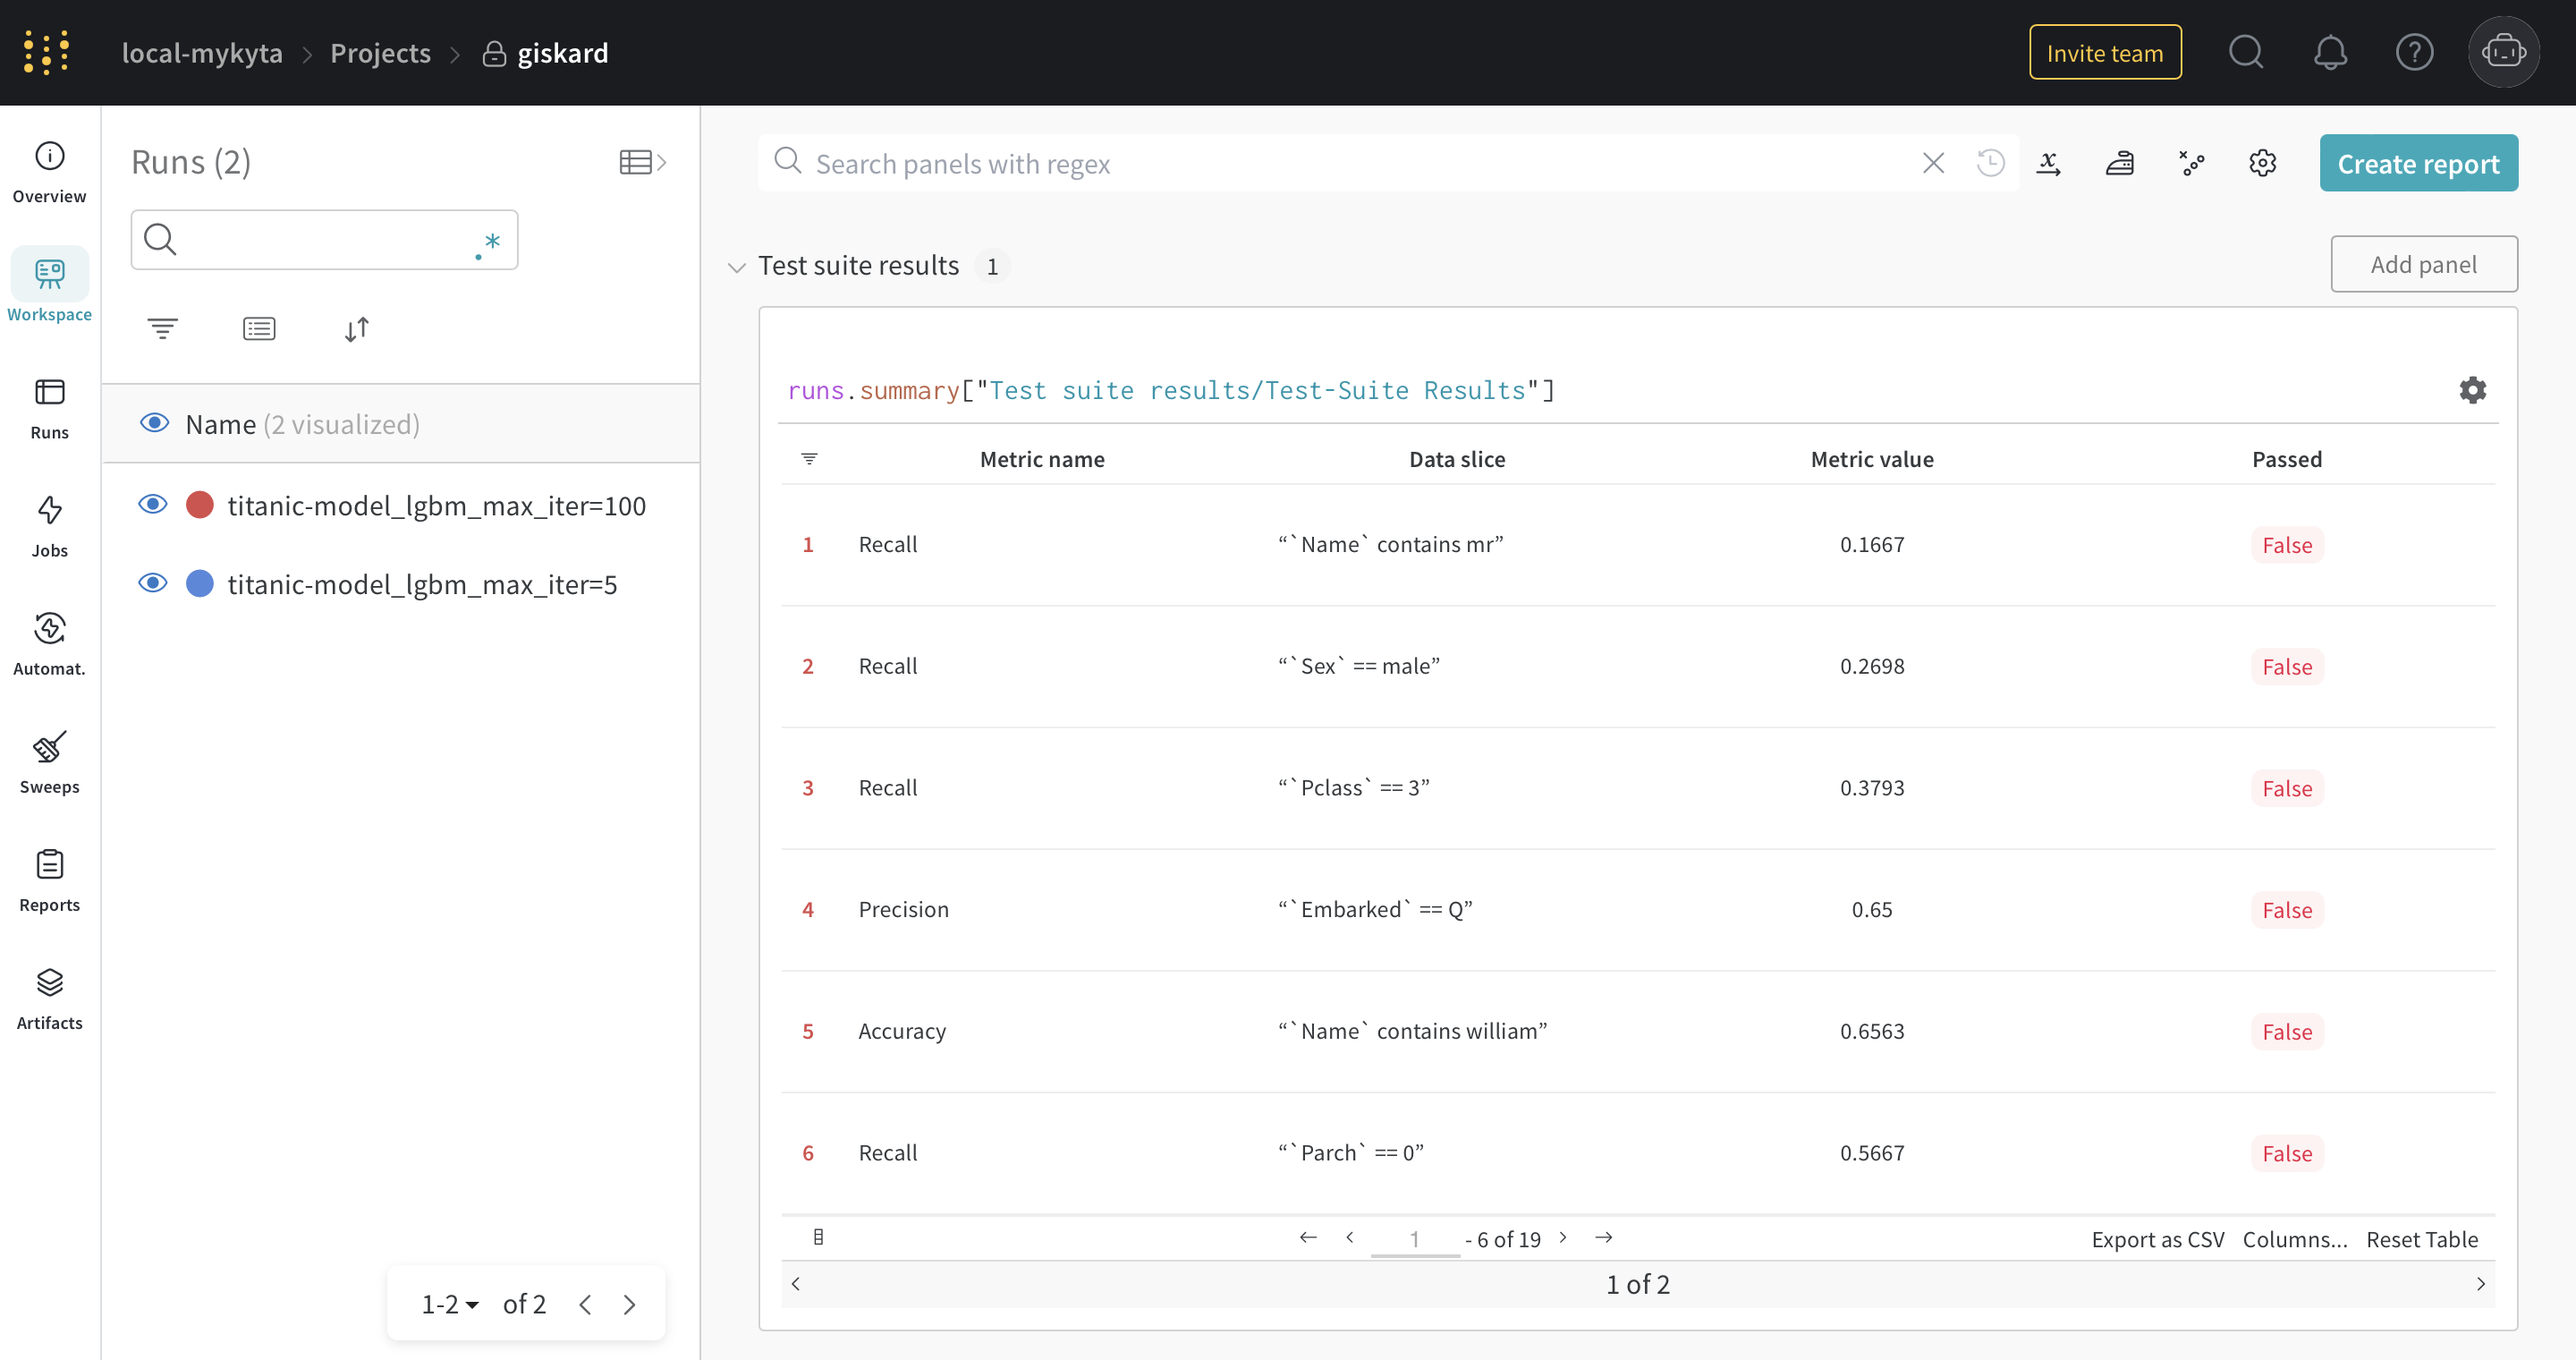 local-mykyta > Projects > giskard
Invite team
Overview
Workspace
Runs
Jobs
Automat.
Sweeps
Reports
Artifacts
Runs (2)
.*
Name (2 visualized)
titanic-model_lgbm_max_iter=100
titanic-model_lgbm_max_iter=5
1-2 of 2
Search panels with regex
Create report
Test suite results 1
Add panel
runs.summary["Test suite results/Test-Suite Results"]
Metric name Data slice Metric value Passed
1 Recall “`Name` contains mr” 0.1667 False
2 Recall “`Sex` == male” 0.2698 False
3 Recall “`Pclass` == 3” 0.3793 False
4 Precision “`Embarked` == Q” 0.65 False
5 Accuracy “`Name` contains william” 0.6563 False
6 Recall “`Parch` == 0” 0.5667 False
1 - 6 of 19
Export as CSV Columns... Reset Table
1 of 2